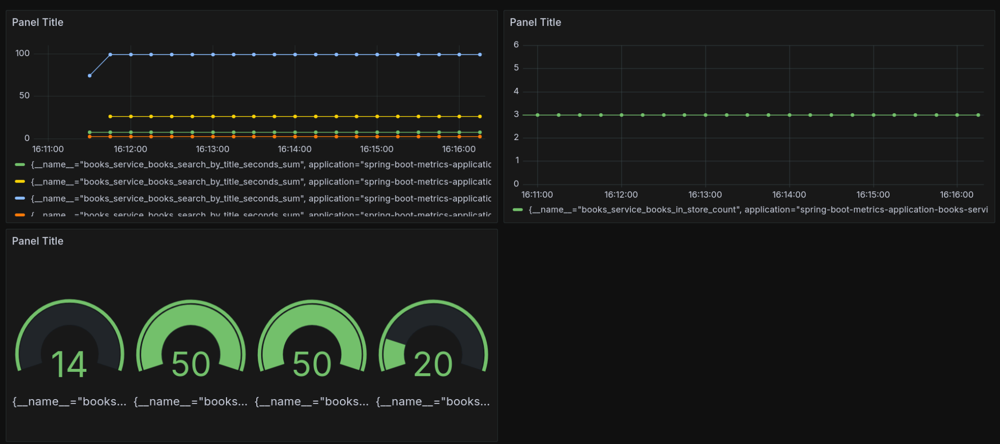 Panel Title
100
50
0
16:11:00 16:12:00 16:13:00 16:14:00 16:15:00 16:16:00
{__name__="books_service_books_search_by_title_seconds_sum", application="spring-boot-metrics-applicatic
{__name__="books_service_books_search_by_title_seconds_sum", application="spring-boot-metrics-applicatic
{__name__="books_service_books_search_by_title_seconds_sum", application="spring-boot-metrics-applicatic
{__name__="books_service_books_search_by_title_seconds_sum", application="spring-boot-metrics-applicatic
Panel Title
6
5
4
3
2
1
0
16:11:00 16:12:00 16:13:00 16:14:00 16:15:00 16:16:00
{__name__="books_service_books_in_store_count", application="spring-boot-metrics-application-books-servi
Panel Title
14 50 50 20
{__name__="books... {__name__="books... {__name__="books... {__name__="books...